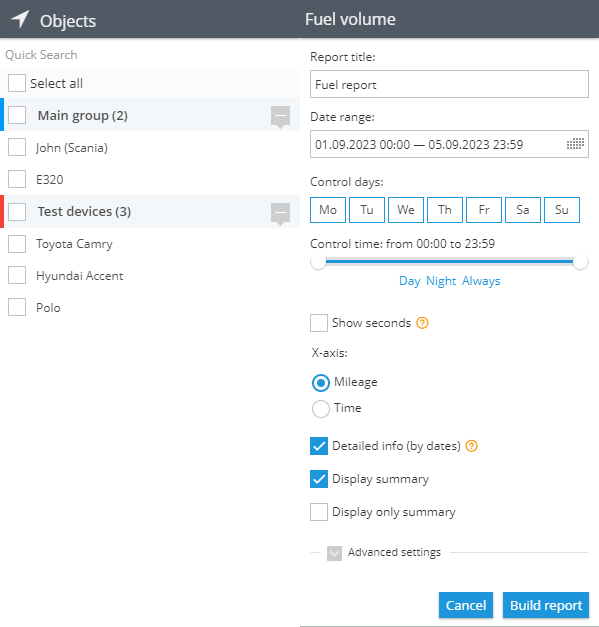 Objects
Quick Search
Select all
Main group (2)
John (Scania)
E320
Test devices (3)
Toyota Camry
Hyundai Accent
Polo
Fuel volume
Report title:
Fuel report
Date range:
01.09.2023 00:00 — 05.09.2023 23:59
Control days:
Mo Tu We Th Fr Sa Su
Control time: from 00:00 to 23:59
Day Night Always
Show seconds
X-axis:
Mileage
Time
Detailed info (by dates)
Display summary
Display only summary
Advanced settings
Cancel Build report